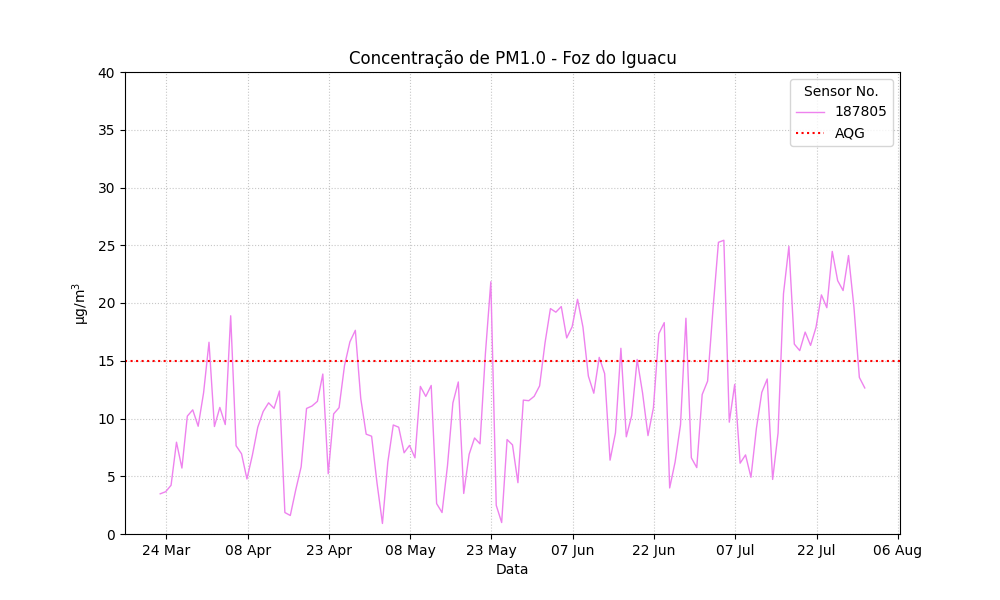 Concentração de PM1.0 - Foz do Iguacu
Sensor No.
187805
AQG
µg/m³
40
35
30
25
20
15
10
5
0
24 Mar 08 Apr 23 Apr 08 May 23 May 07 Jun 22 Jun 07 Jul 22 Jul 06 Aug
Data